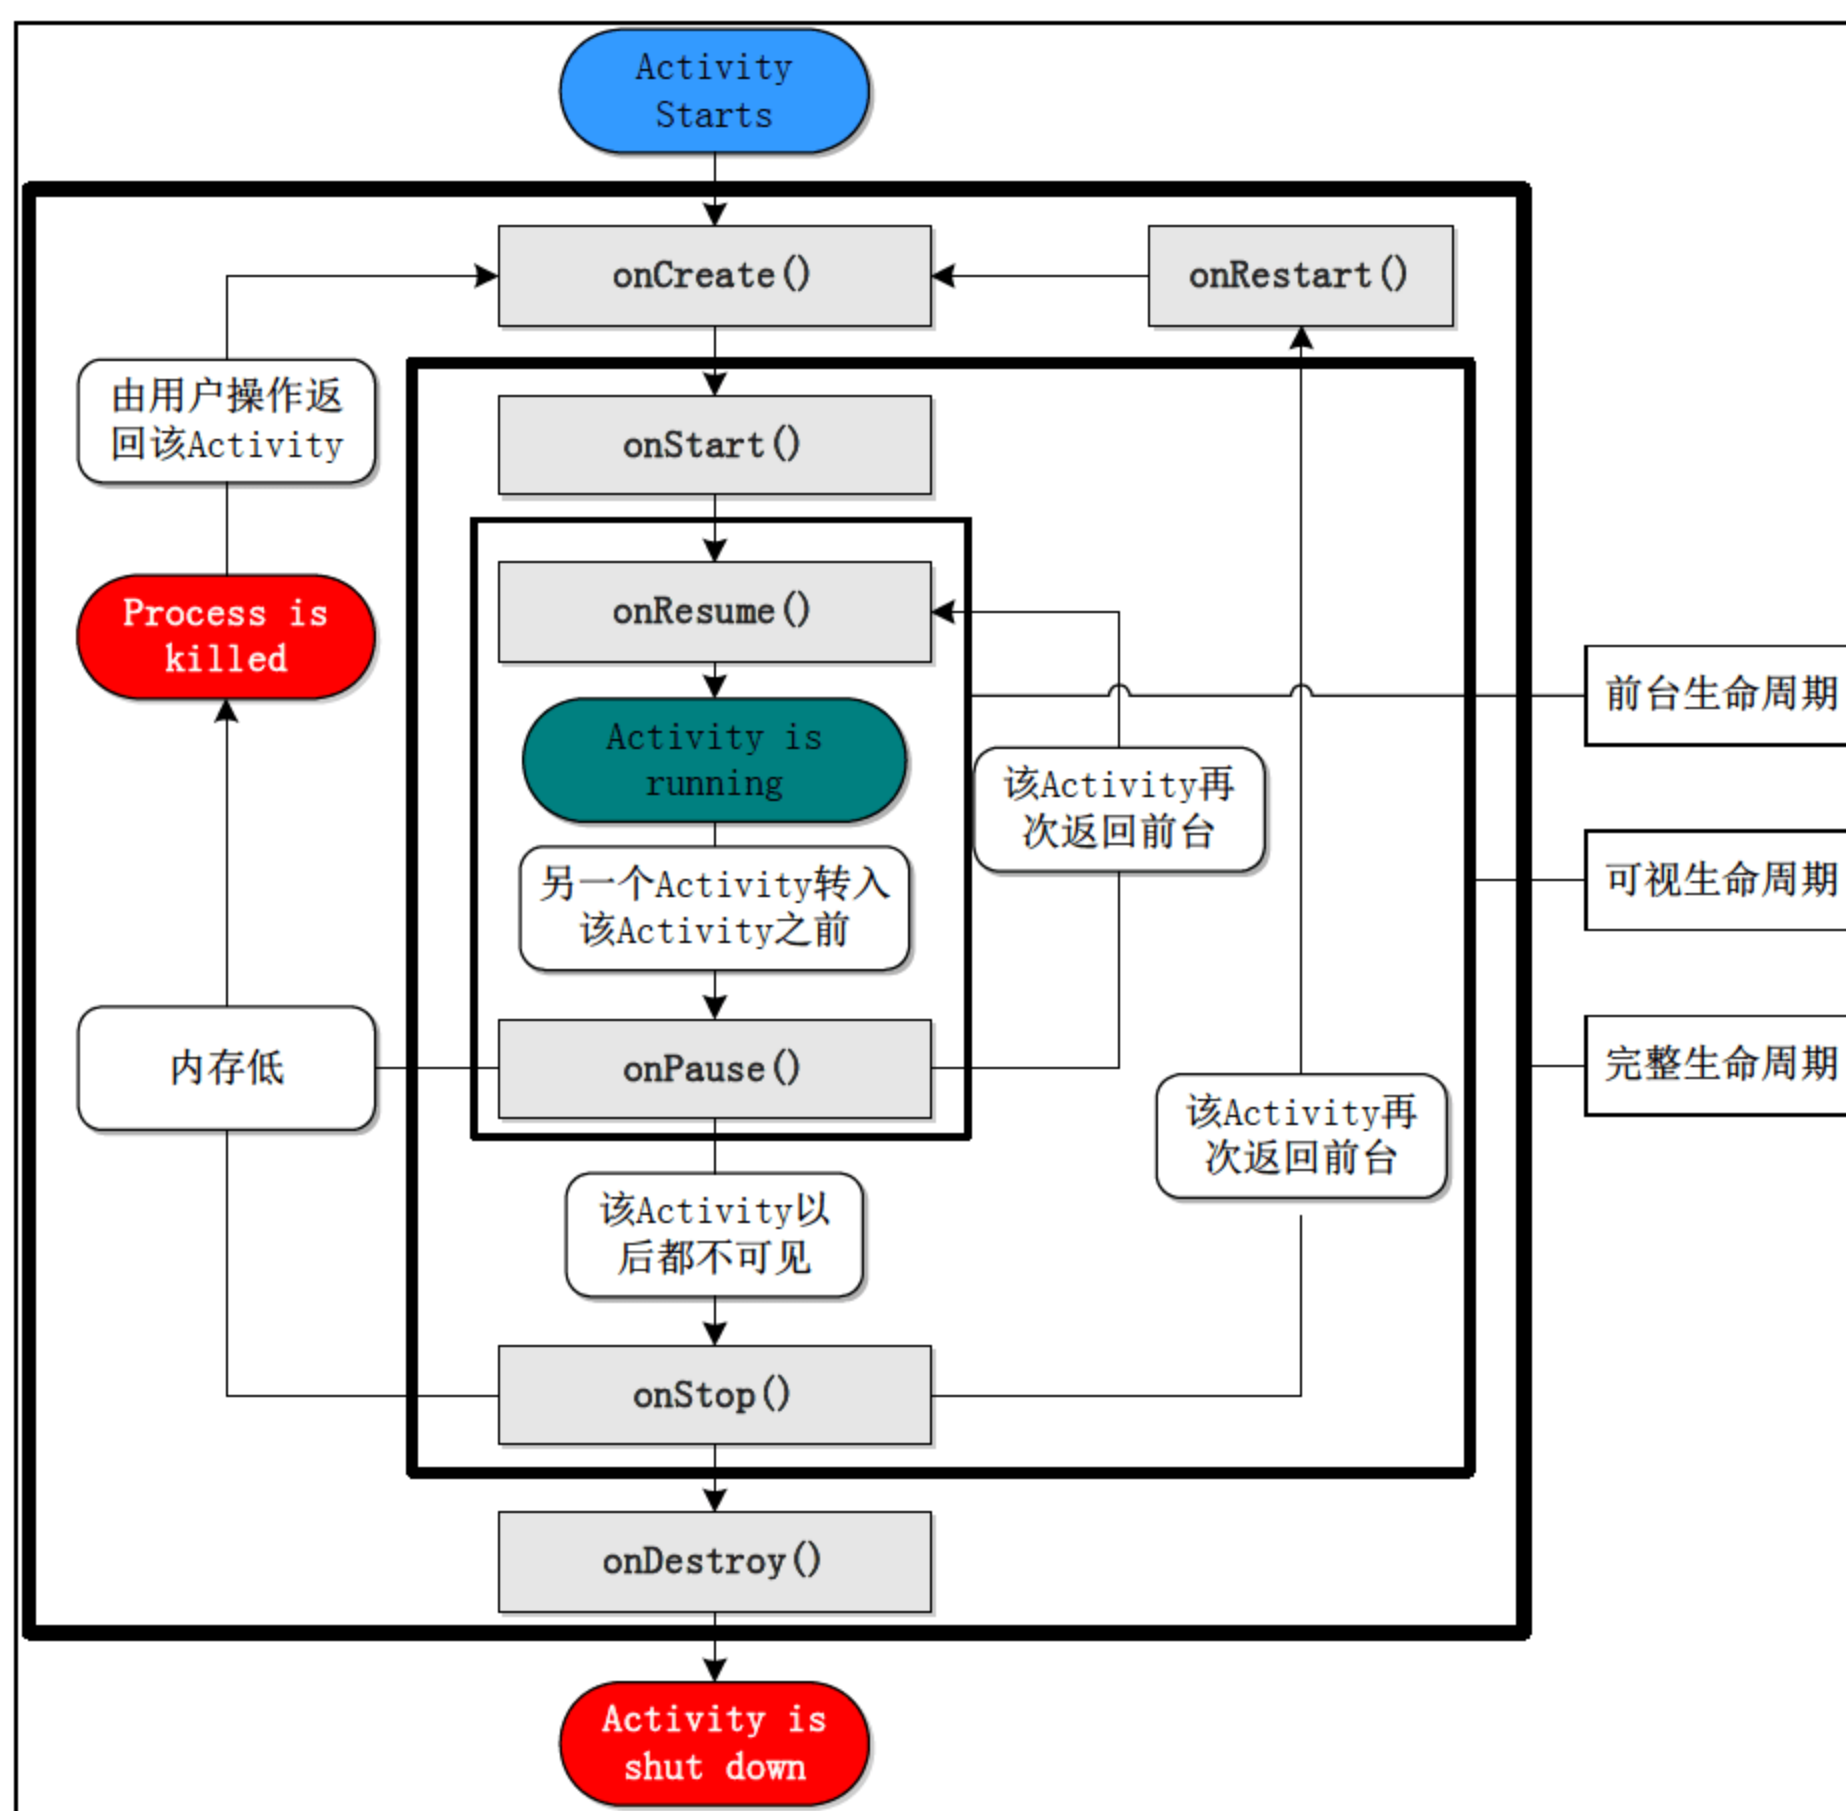 Activity
Starts
onCreate()
onRestart()
由用户操作返
回该Activity
onStart()
Process is
killed
onResume()
前台生命周期
Activity is
running
该Activity再
次返回前台
另一个Activity转入
该Activity之前
可视生命周期
内存低
onPause()
完整生命周期
该Activity再
次返回前台
该Activity以
后都不可见
onStop()
onDestroy()
Activity is
shut down